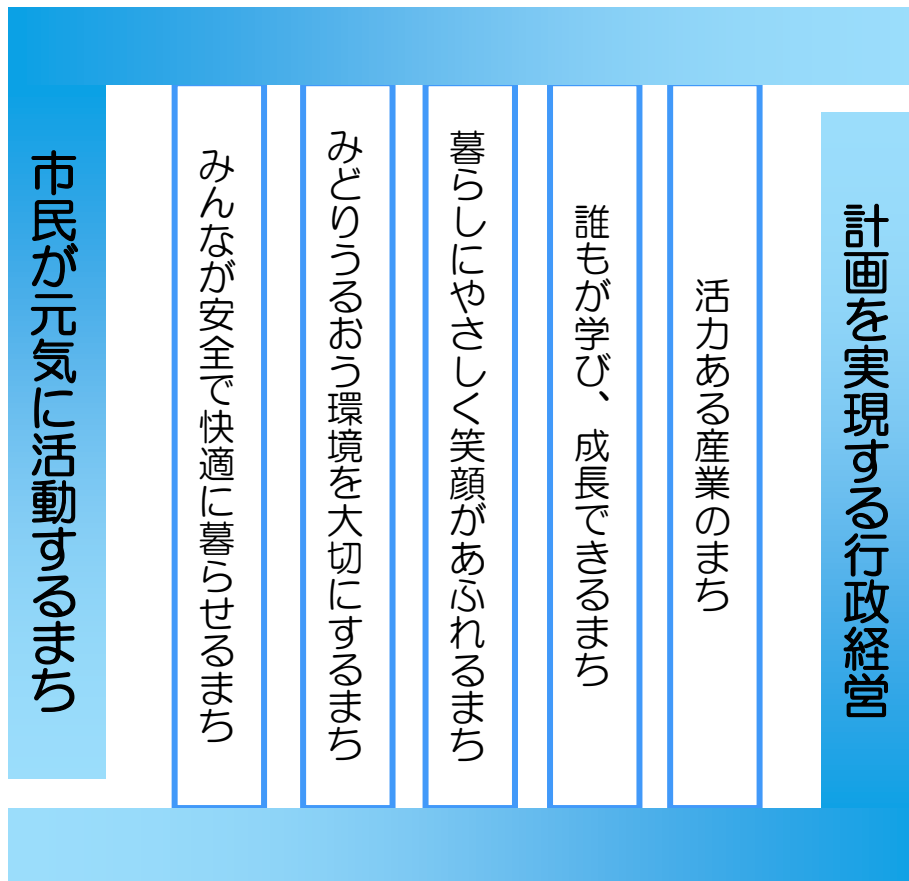 市民が元気に活動するまち
みんなが安全で快適に暮らせるまち
みどりうるおう環境を大切にするまち
暮らしにやさしく笑顔があふれるまち
誰もが学び、成長できるまち
活力ある産業のまち
計画を実現する行政経営